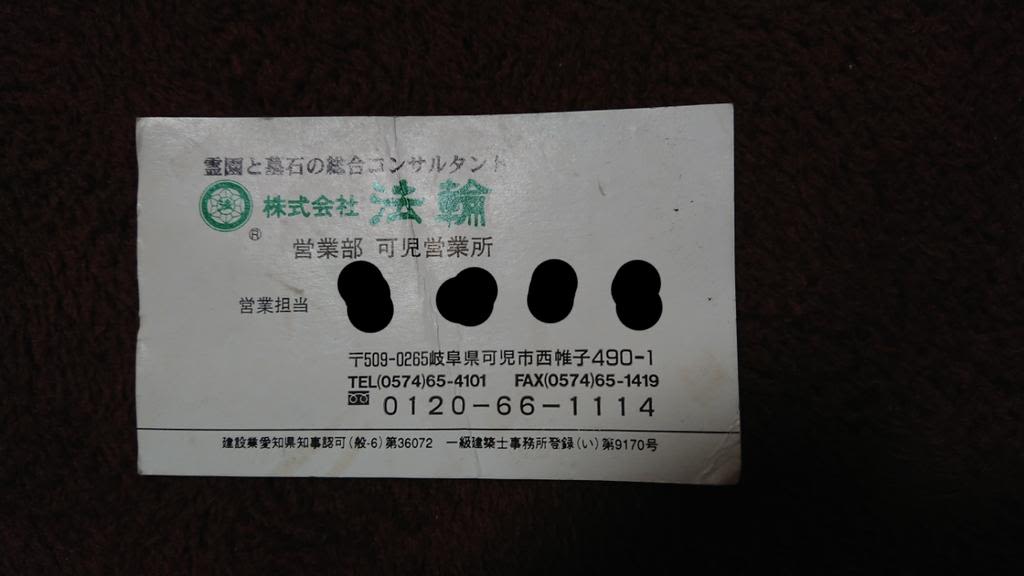 霊園と墓石の総合コンサルタント
法 株式会社 法輪
®
営業部 可児営業所
営業担当
〒509-0265岐阜県可児市西帷子490-1
TEL(0574)65-4101 FAX(0574)65-1419
0120-66-1114
建設業愛知県知事認可(般-6)第36072 一級建築士事務所登録(い)第9170号